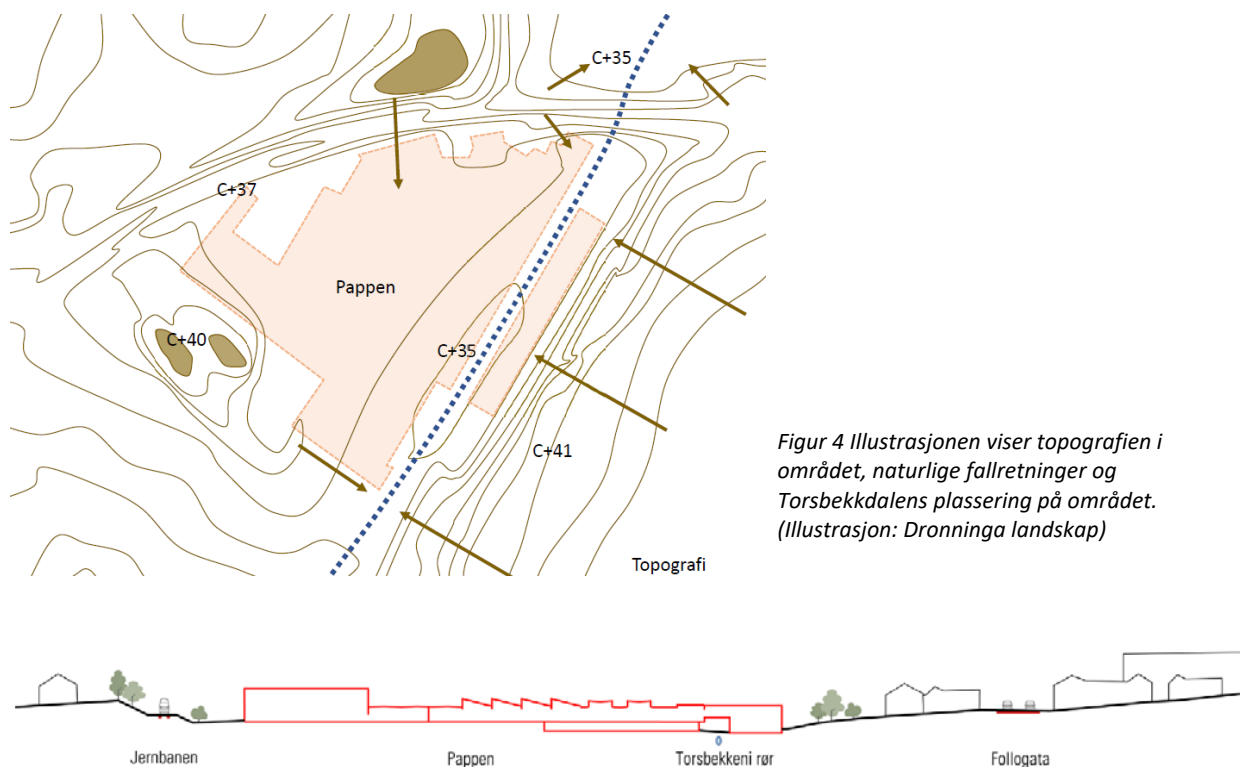 C+35
C+37
Pappen
C+40
C+35
C+41
Topografi
Figur 4 Illustrasjonen viser topografien i
området, naturlige fallretninger og
Torsbekkdalens plassering på området.
(Illustrasjon: Dronninga landskap)
Jernbanen
Pappen
Torsbekkeni rør
Follogata